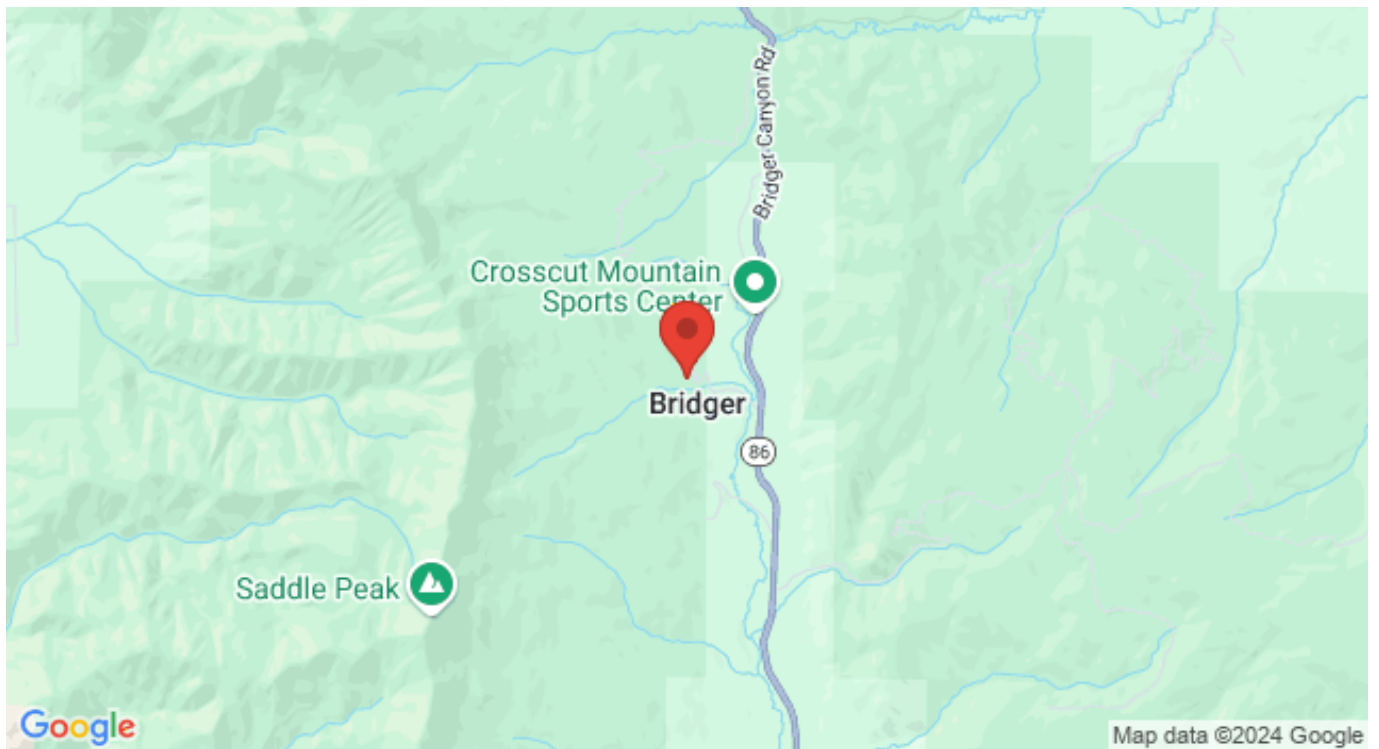 Bridger Canyon Rd
Crosscut Mountain
Sports Center
Bridger
86
Saddle Peak
Google
Map data ©2024 Google